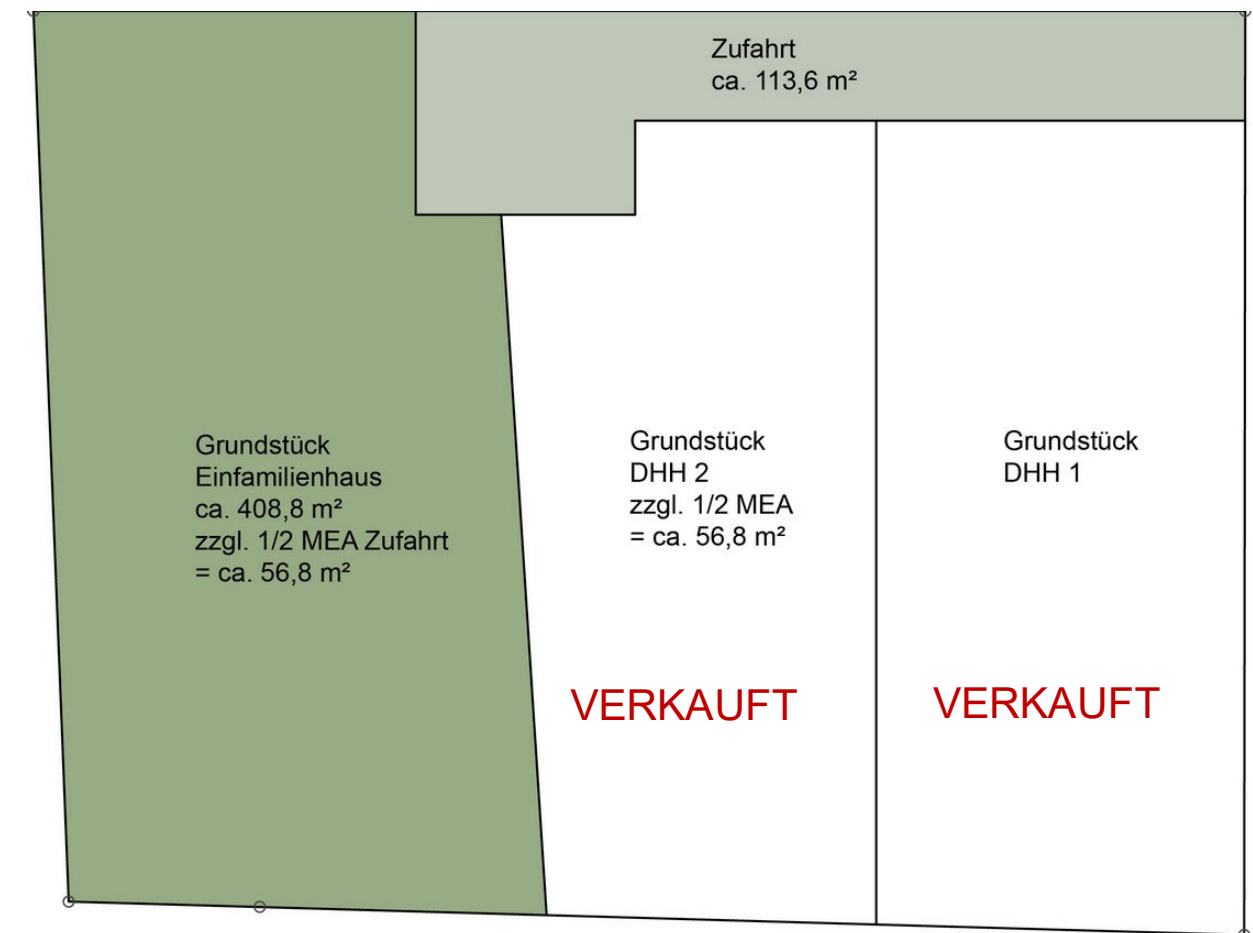 Zufahrt
ca. 113,6 m²
Grundstück
Einfamilienhaus
ca. 408,8 m²
zzgl. 1/2 MEA Zufahrt
= ca. 56,8 m²
Grundstück
DHH 2
zzgl. 1/2 MEA
= ca. 56,8 m²
Grundstück
DHH 1
VERKAUFT
VERKAUFT